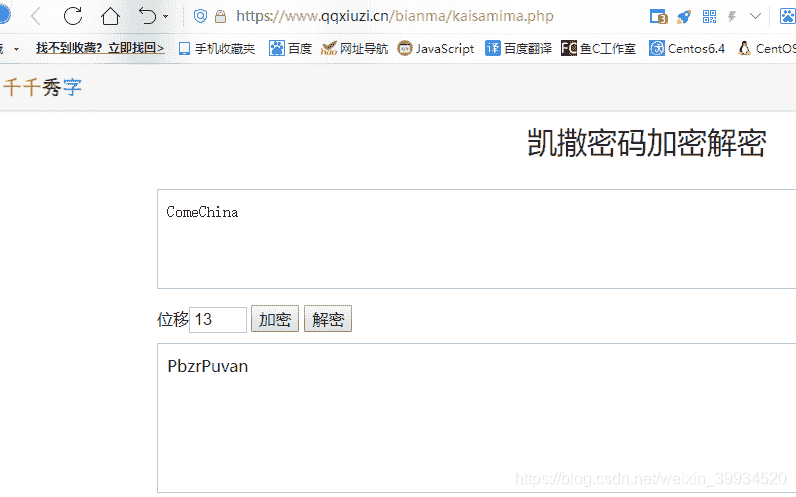 https://www.qqxiuzi.cn/bianma/kaisamima.php
找不到收藏？立即找回> 手机收藏夹 百度 网址导航 JavaScript 百度翻译 鱼C工作室 Centos6.4 CentOS
千千秀字
凯撒密码加密解密
ComeChina
位移 13 加密 解密
PbzrPuvan
https://blog.csdn.net/weixin_39934520